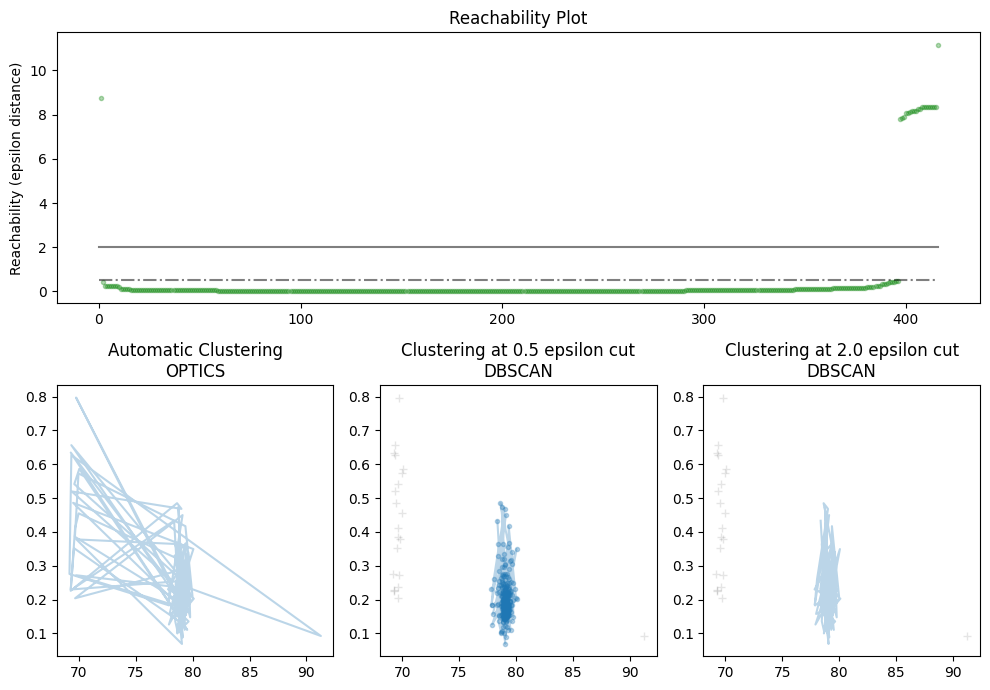 Reachability Plot
Reachability (epsilon distance)
10
8
6
4
2
0
0 100 200 300 400
Automatic Clustering
OPTICS
0.8
0.7
0.6
0.5
0.4
0.3
0.2
0.1
70 75 80 85 90
Clustering at 0.5 epsilon cut
DBSCAN
0.8
0.7
0.6
0.5
0.4
0.3
0.2
0.1
70 75 80 85 90
Clustering at 2.0 epsilon cut
DBSCAN
0.8
0.7
0.6
0.5
0.4
0.3
0.2
0.1
70 75 80 85 90